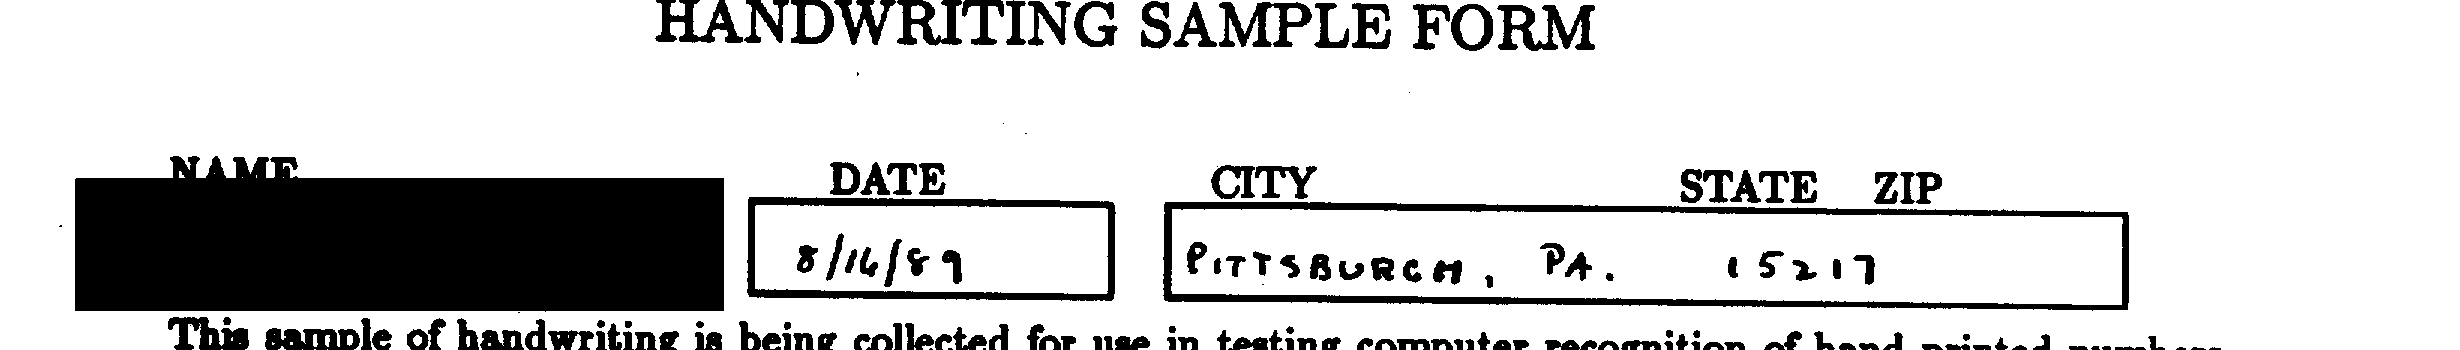 HANDWRITING SAMPLE FORM
NAME DATE CITY STATE ZIP
8/16/89 PITTSBURGH, PA. 15217
This sample of handwriting is being collected for use in testing computer recognition of hand printed numbers